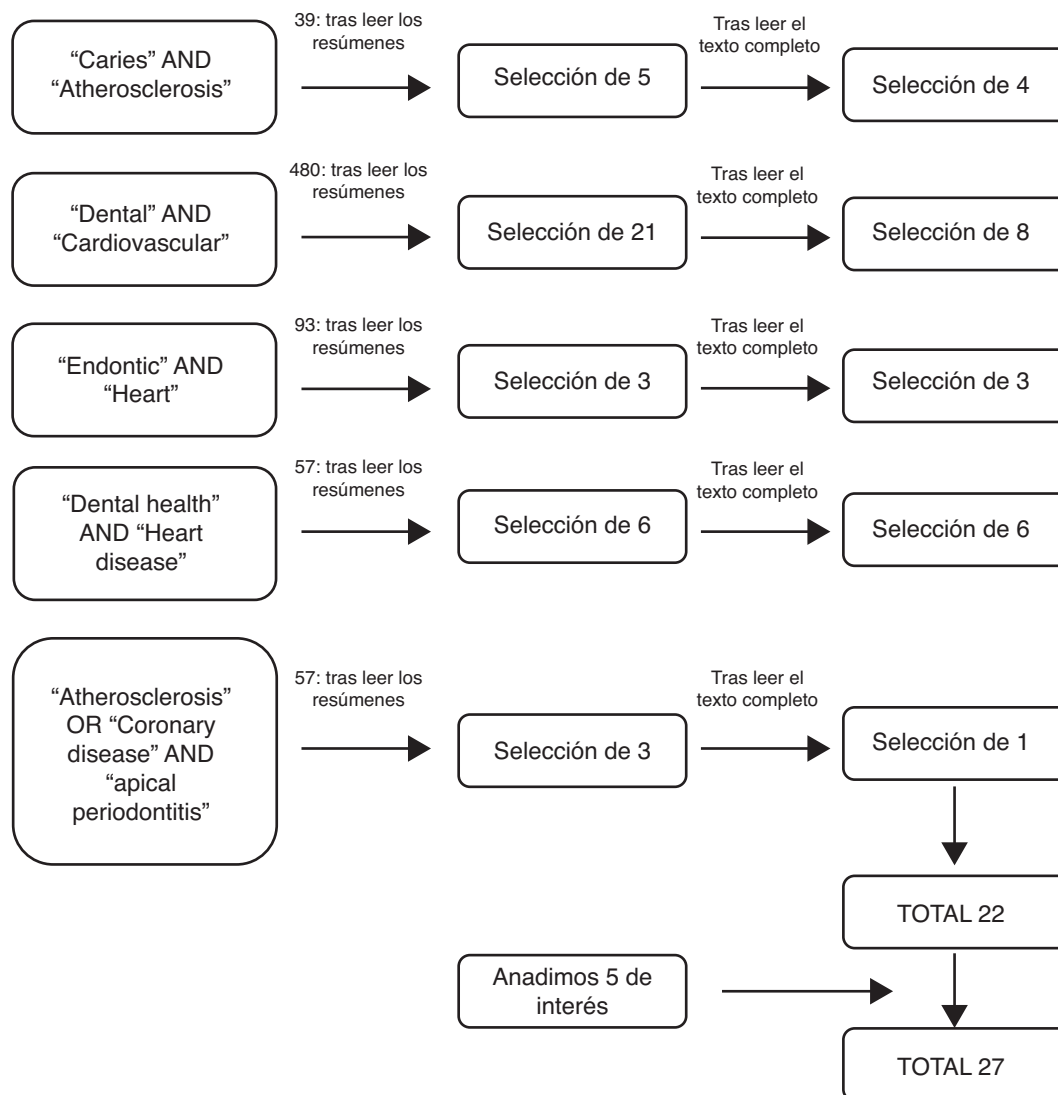 “Caries” AND
“Atherosclerosis”
39: tras leer los
resúmenes
Selección de 5
Tras leer el
texto completo
Selección de 4
“Dental” AND
“Cardiovascular”
480: tras leer los
resúmenes
Selección de 21
Tras leer el
texto completo
Selección de 8
“Endontic” AND
“Heart”
93: tras leer los
resúmenes
Selección de 3
Tras leer el
texto completo
Selección de 3
“Dental health”
AND “Heart
disease”
57: tras leer los
resúmenes
Selección de 6
Tras leer el
texto completo
Selección de 6
“Atherosclerosis”
OR “Coronary
disease” AND
“apical
periodontitis”
57: tras leer los
resúmenes
Selección de 3
Tras leer el
texto completo
Selección de 1
TOTAL 22
Anadimos 5 de
interés
TOTAL 27